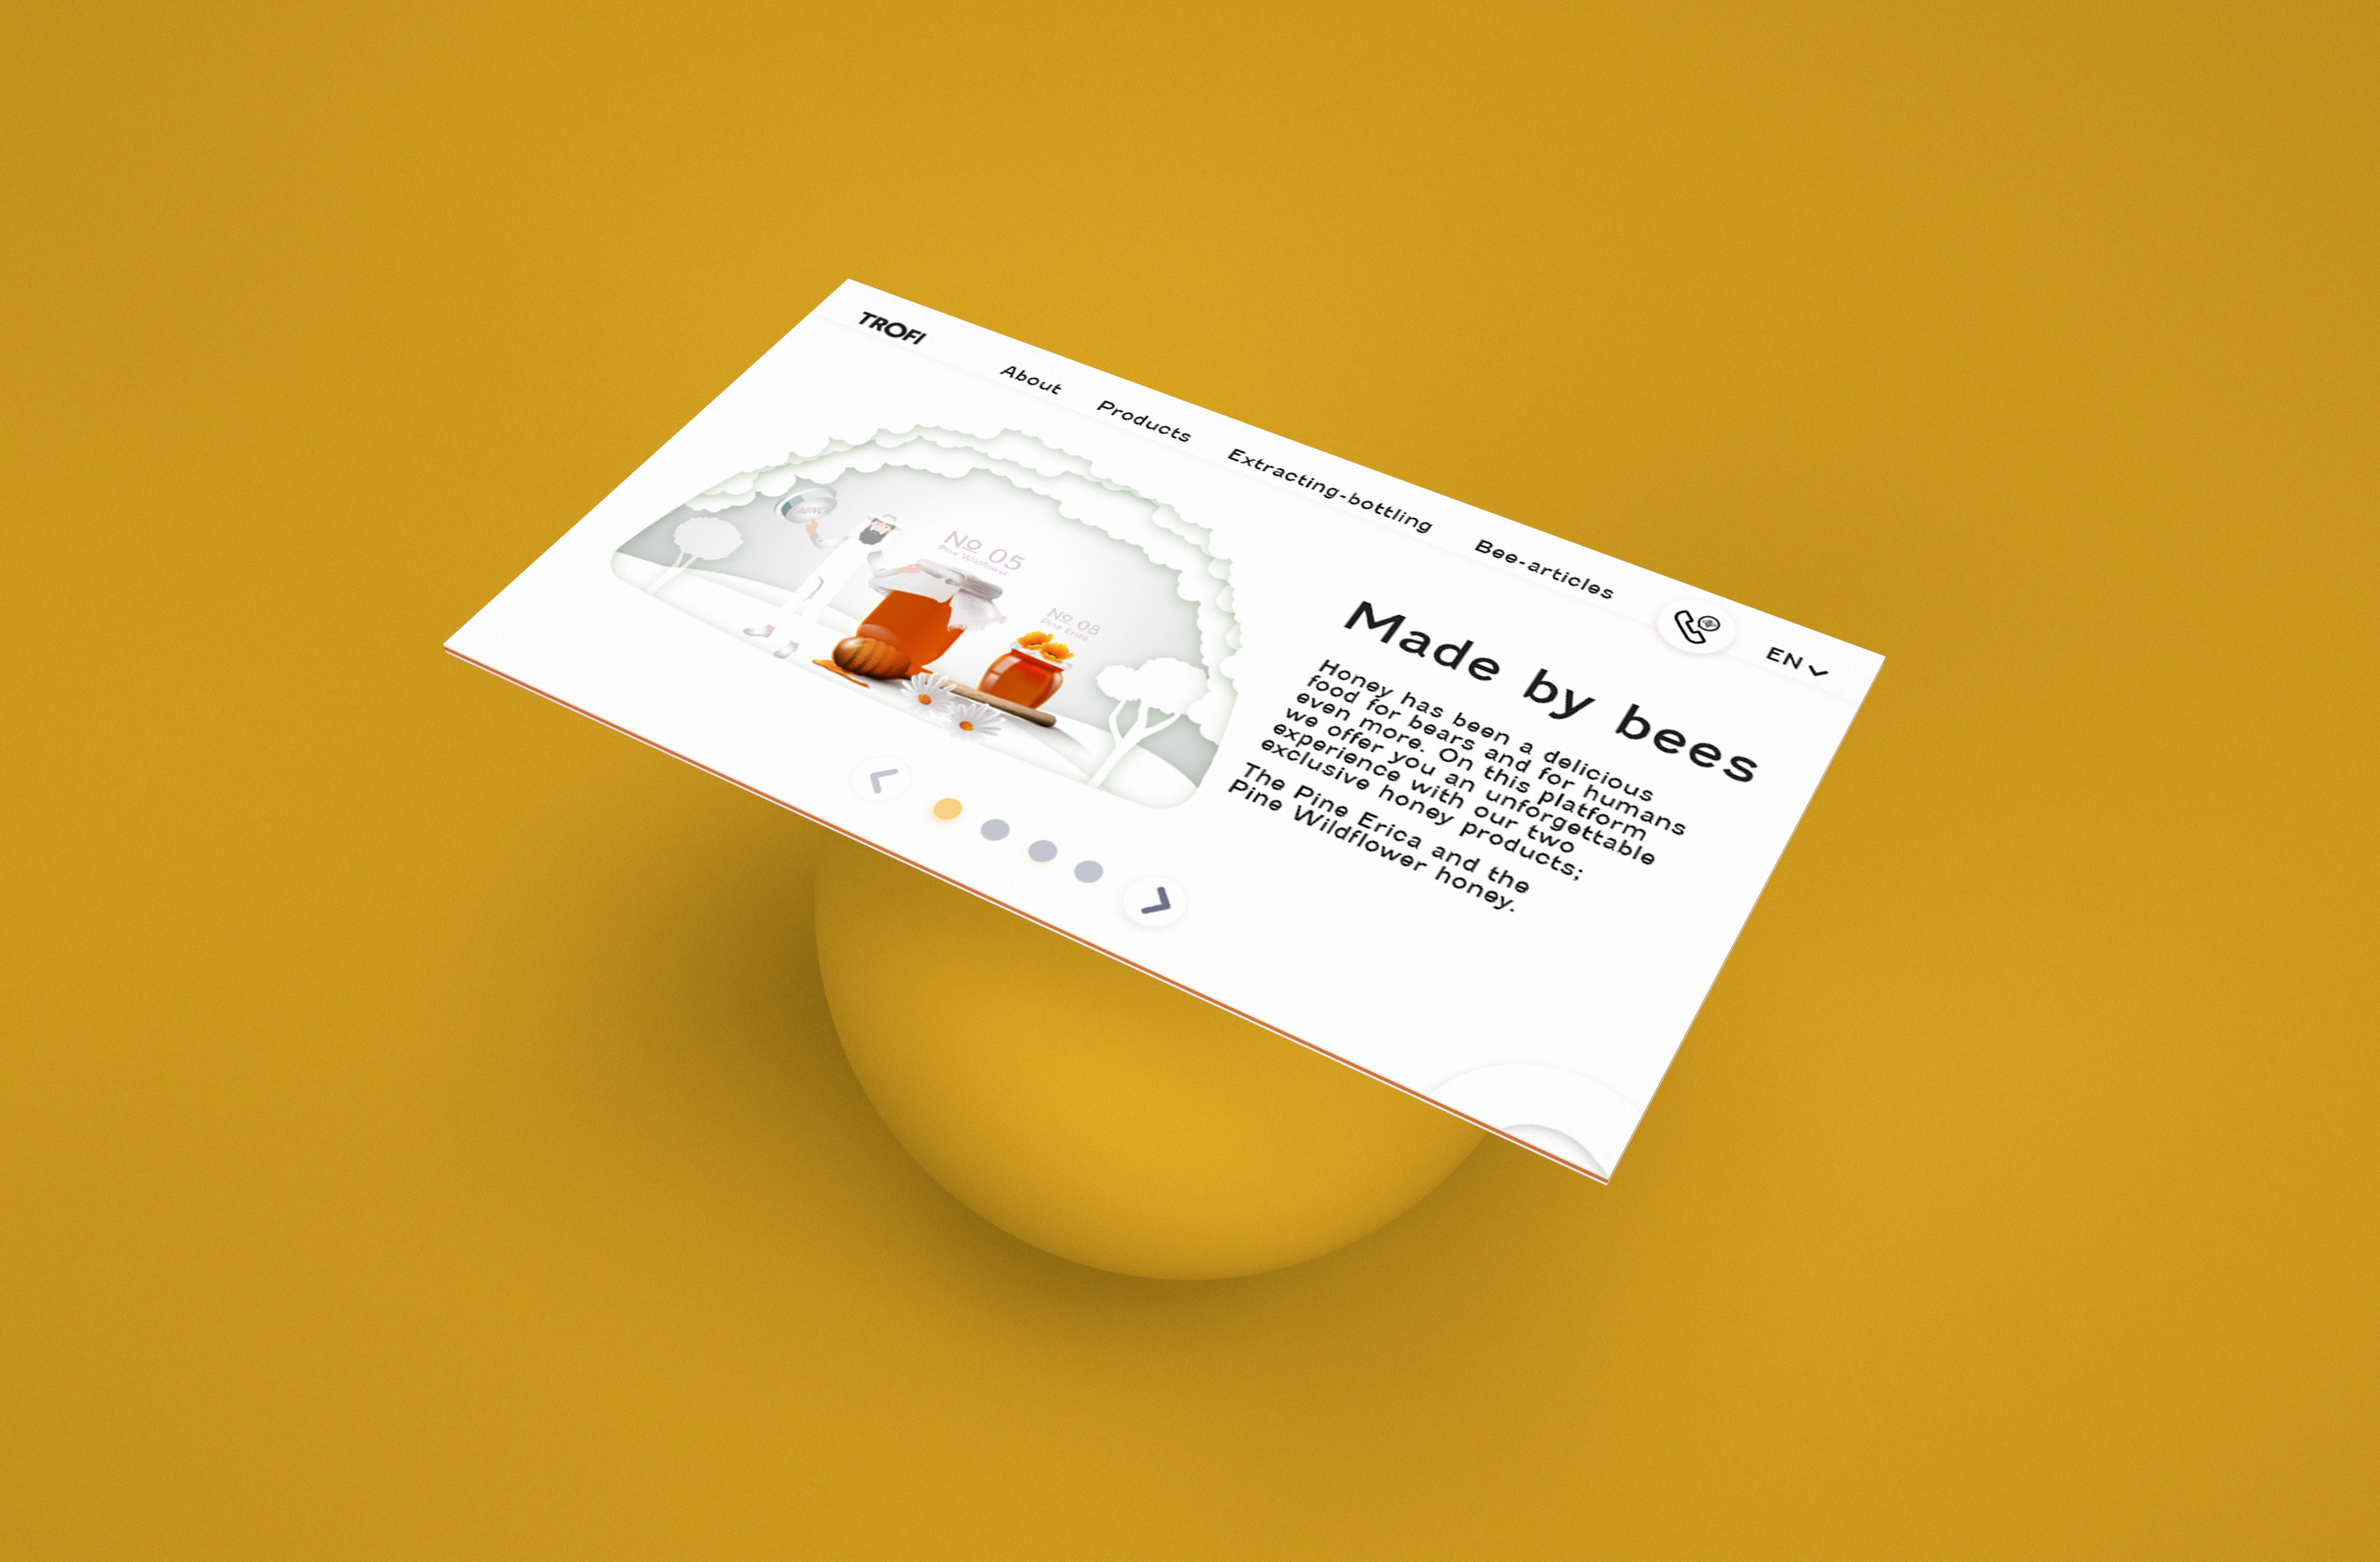 TROFI
About
Products
Extracting-bottling
Bee-articles
EN
LAUNCH
No 05
Pine Wildflower
No 08
Pine Erica
Made by bees
Honey has been a delicious
food for bears and for humans
even more. On this platform
we offer you an unforgettable
experience with our two
exclusive honey products;
The Pine Erica and the
Pine Wildflower honey.